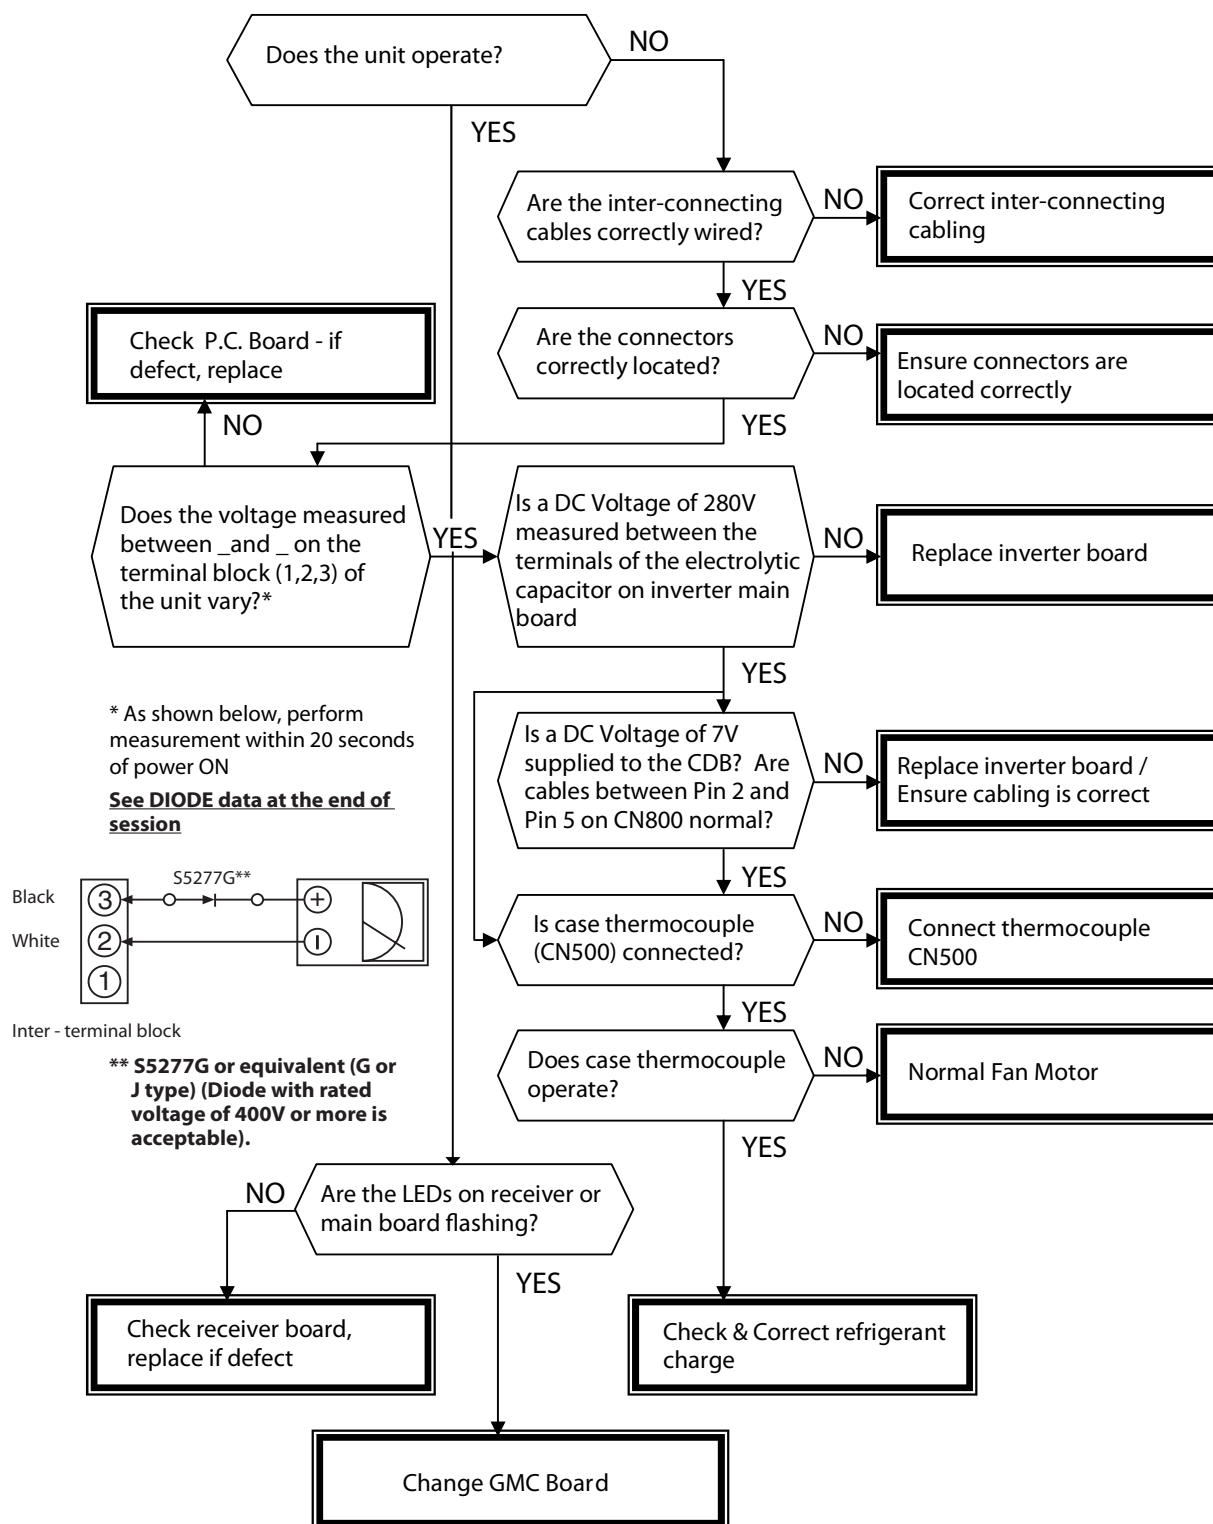 Does the unit operate?
NO
YES
Are the inter-connecting
cables correctly wired?
NO
Correct inter-connecting
cabling
YES
Check P.C. Board - if
defect, replace
Are the connectors
correctly located?
NO
Ensure connectors are
located correctly
NO
YES
Does the voltage measured
between _and _ on the
terminal block (1,2,3) of
the unit vary?*
YES
Is a DC Voltage of 280V
measured between the
terminals of the electrolytic
capacitor on inverter main
board
NO
Replace inverter board
YES
* As shown below, perform
measurement within 20 seconds
of power ON
See DIODE data at the end of
session
Is a DC Voltage of 7V
supplied to the CDB? Are
cables between Pin 2 and
Pin 5 on CN800 normal?
NO
Replace inverter board /
Ensure cabling is correct
YES
S5277G**
Black
3
+
White
2
−
1
Inter - terminal block
Is case thermocouple
(CN500) connected?
NO
Connect thermocouple
CN500
YES
** S5277G or equivalent (G or
J type) (Diode with rated
voltage of 400V or more is
acceptable).
Does case thermocouple
operate?
NO
Normal Fan Motor
YES
NO
Are the LEDs on receiver or
main board flashing?
YES
Check receiver board,
replace if defect
Check & Correct refrigerant
charge
Change GMC Board